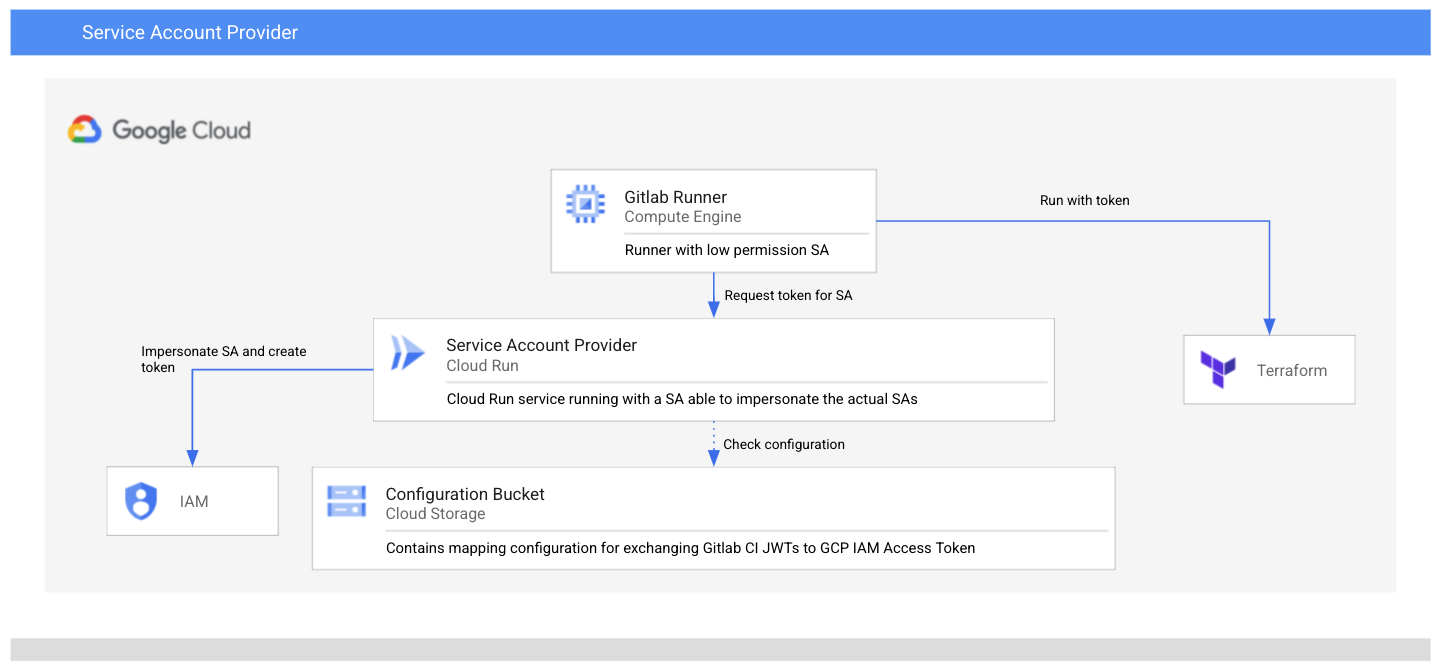 Service Account Provider
Google Cloud
Gitlab Runner
Compute Engine
Runner with low permission SA
Run with token
Request token for SA
Service Account Provider
Cloud Run
Cloud Run service running with a SA able to impersonate the actual SAs
Impersonate SA and create
token
Terraform
Check configuration
IAM
Configuration Bucket
Cloud Storage
Contains mapping configuration for exchanging Gitlab CI JWTs to GCP IAM Access Token